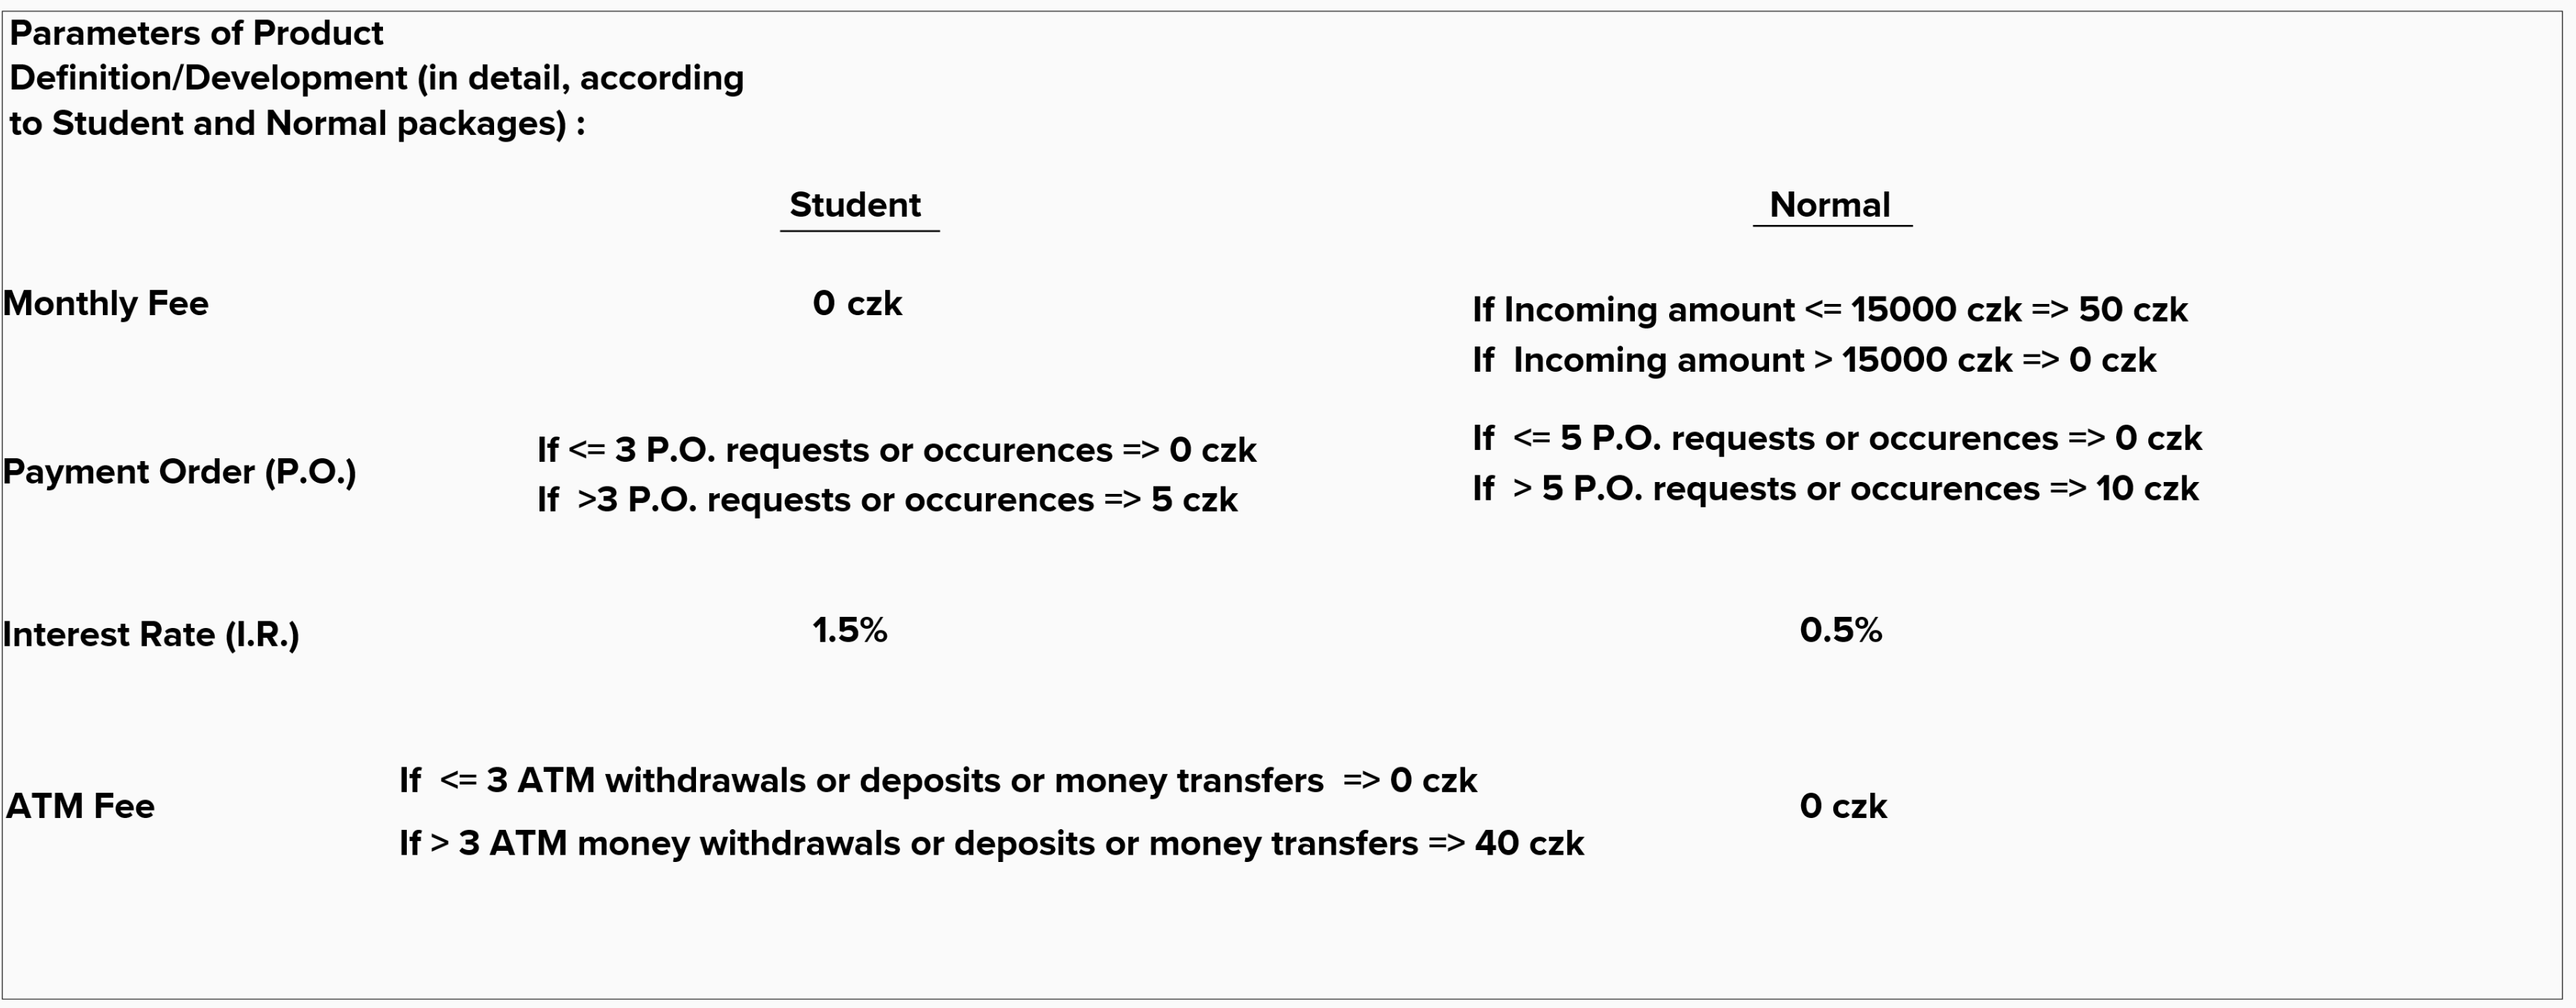 Parameters of Product
Definition/Development (in detail, according
to Student and Normal packages) :
Student
Normal
Monthly Fee
0 czk
If Incoming amount <= 15000 czk => 50 czk
If  Incoming amount > 15000 czk => 0 czk
Payment Order (P.O.)
If <= 3 P.O. requests or occurences => 0 czk
If  >3 P.O. requests or occurences => 5 czk
If  <= 5 P.O. requests or occurences => 0 czk
If  > 5 P.O. requests or occurences => 10 czk
Interest Rate (I.R.)
1.5%
0.5%
ATM Fee
If  <= 3 ATM withdrawals or deposits or money transfers  => 0 czk
If > 3 ATM money withdrawals or deposits or money transfers => 40 czk
0 czk